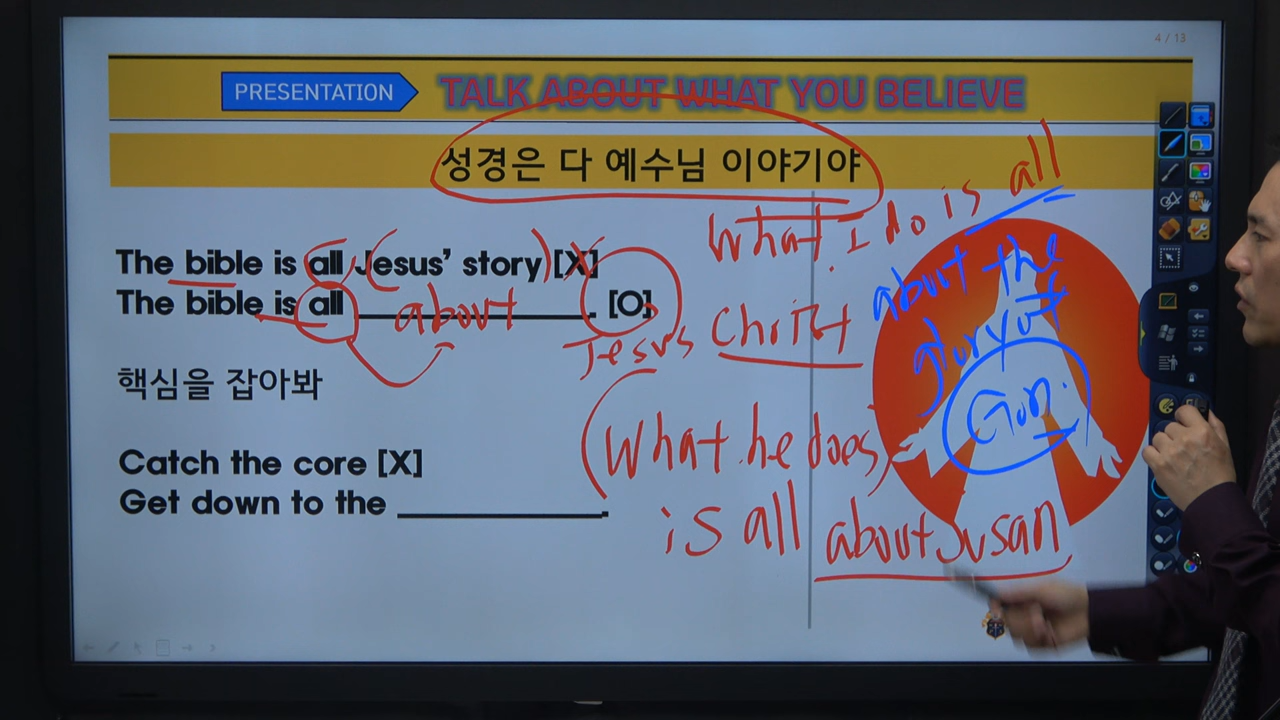 4 / 13
PRESENTATION
TALK ABOUT WHAT YOU BELIEVE
성경은 다 예수님 이야기야
The bible is all Jesus' story [X]
The bible is all ____________. [O]
about
Jesus Christ
핵심을 잡아봐
Catch the core [X]
Get down to the ____________
What I do is all
about the
glory of
God.
(What he does)
is all about Susan